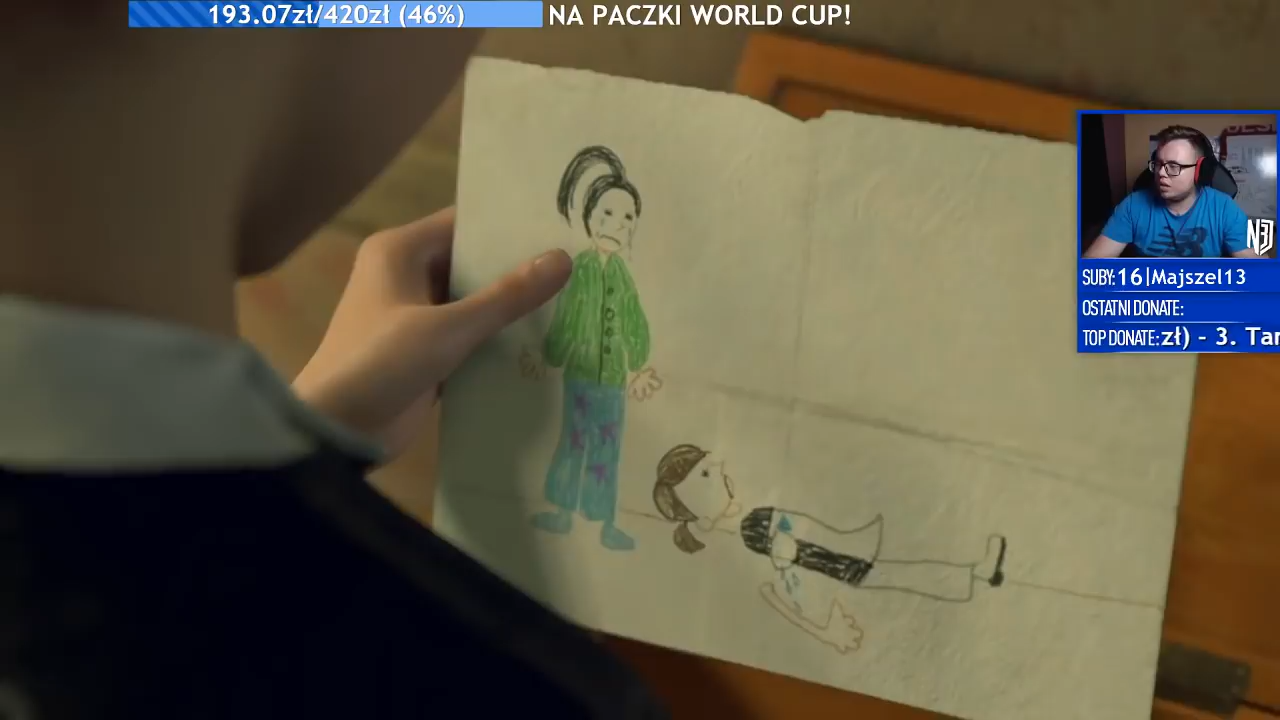 193.07zł/420zł (46%) NA PACZKI WORLD CUP!
SUBY: 16|Majszel13
OSTATNI DONATE:
TOP DONATE: zł) - 3. Tar